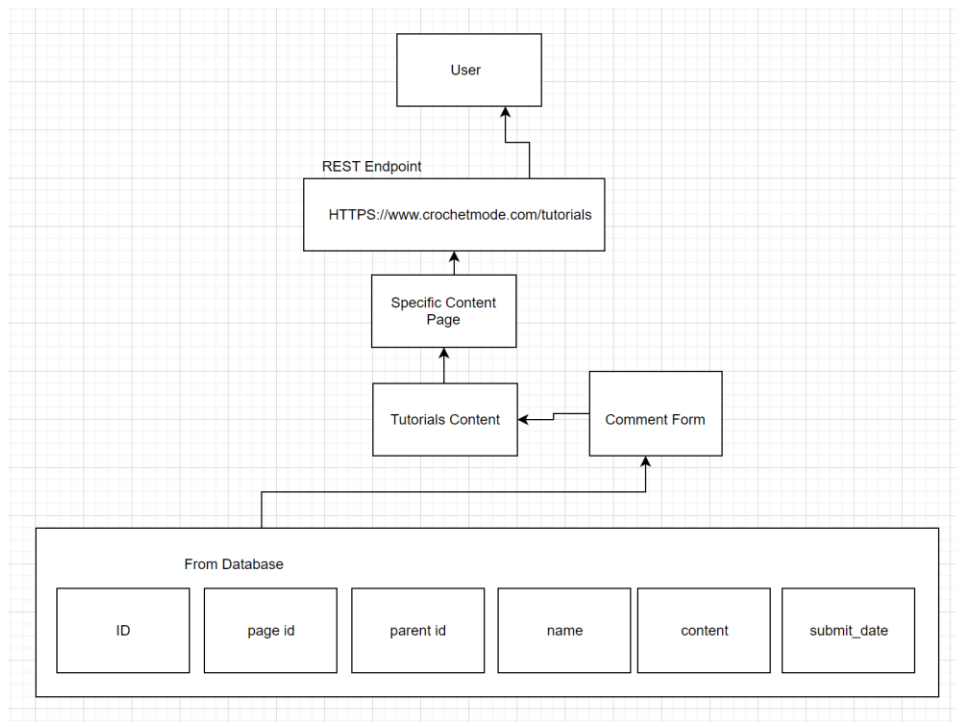 User
REST Endpoint
HTTPS://www.crochetmode.com/tutorials
Specific Content
Page
Tutorials Content
Comment Form
From Database
ID
page id
parent id
name
content
submit_date